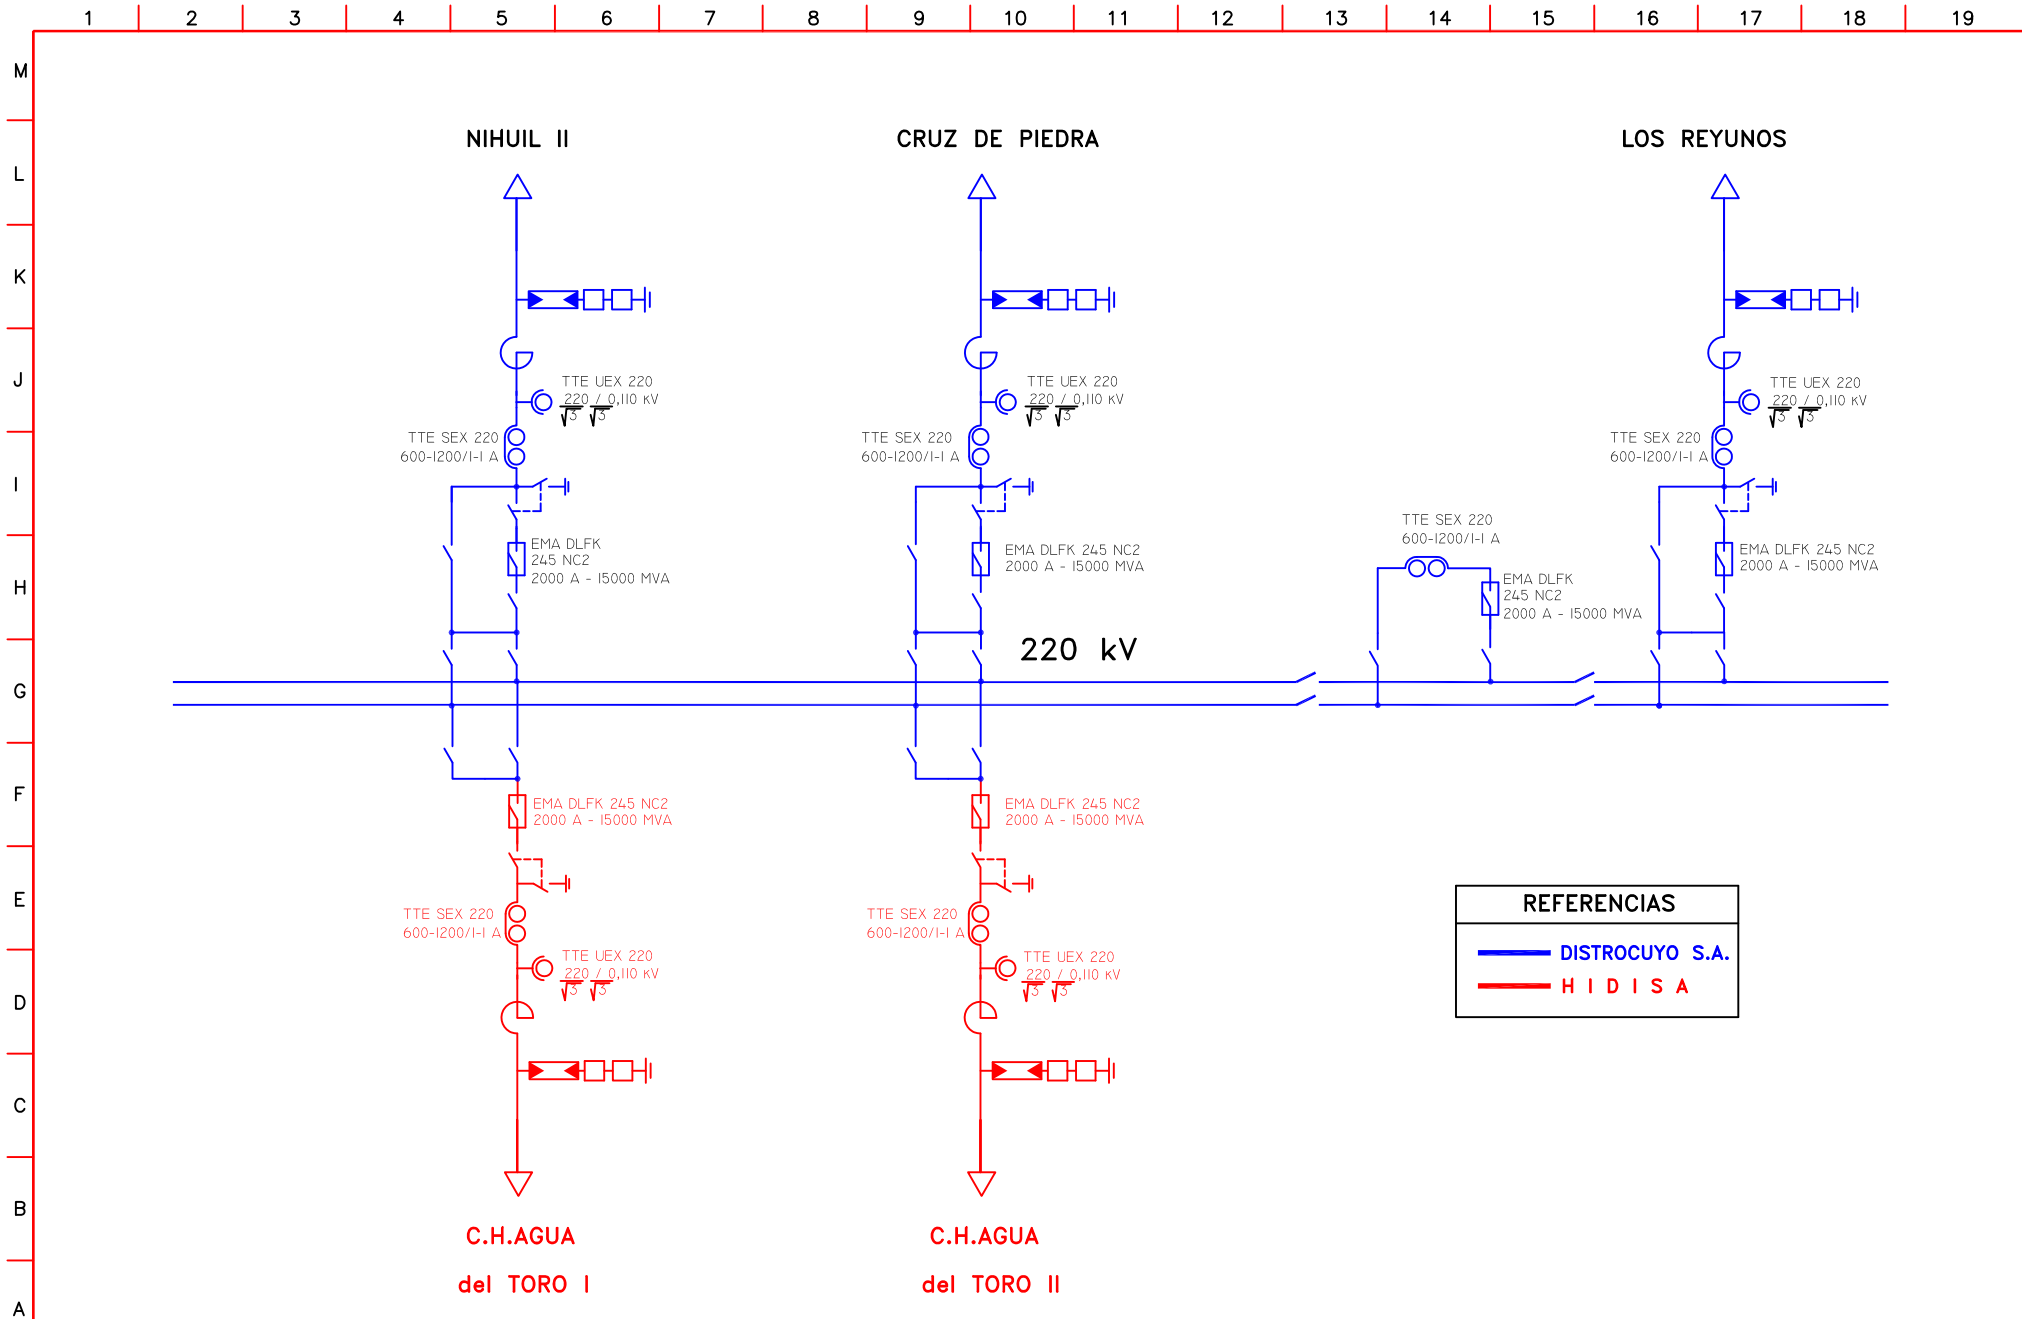 1 2 3 4 5 6 7 8 9 10 11 12 13 14 15 16 17 18 19
M
L
K
J
I
H
G
F
E
D
C
B
A
NIHUIL II
CRUZ DE PIEDRA
LOS REYUNOS
TTE UEX 220
220 / 0,110 KV
√3 √3
TTE SEX 220
600-1200/1-1 A
TTE UEX 220
220 / 0,110 KV
√3 √3
TTE SEX 220
600-1200/1-1 A
TTE UEX 220
220 / 0,110 KV
√3 √3
TTE SEX 220
600-1200/1-1 A
EMA DLFK
245 NC2
2000 A - 15000 MVA
EMA DLFK 245 NC2
2000 A - 15000 MVA
TTE SEX 220
600-1200/1-1 A
EMA DLFK
245 NC2
2000 A - 15000 MVA
EMA DLFK 245 NC2
2000 A - 15000 MVA
220 kV
EMA DLFK 245 NC2
2000 A - 15000 MVA
EMA DLFK 245 NC2
2000 A - 15000 MVA
TTE SEX 220
600-1200/1-1 A
TTE UEX 220
220 / 0,110 KV
√3 √3
TTE SEX 220
600-1200/1-1 A
TTE UEX 220
220 / 0,110 KV
√3 √3
REFERENCIAS
DISTROCUYO S.A.
H I D I S A
C.H.AGUA
del TORO I
C.H.AGUA
del TORO II